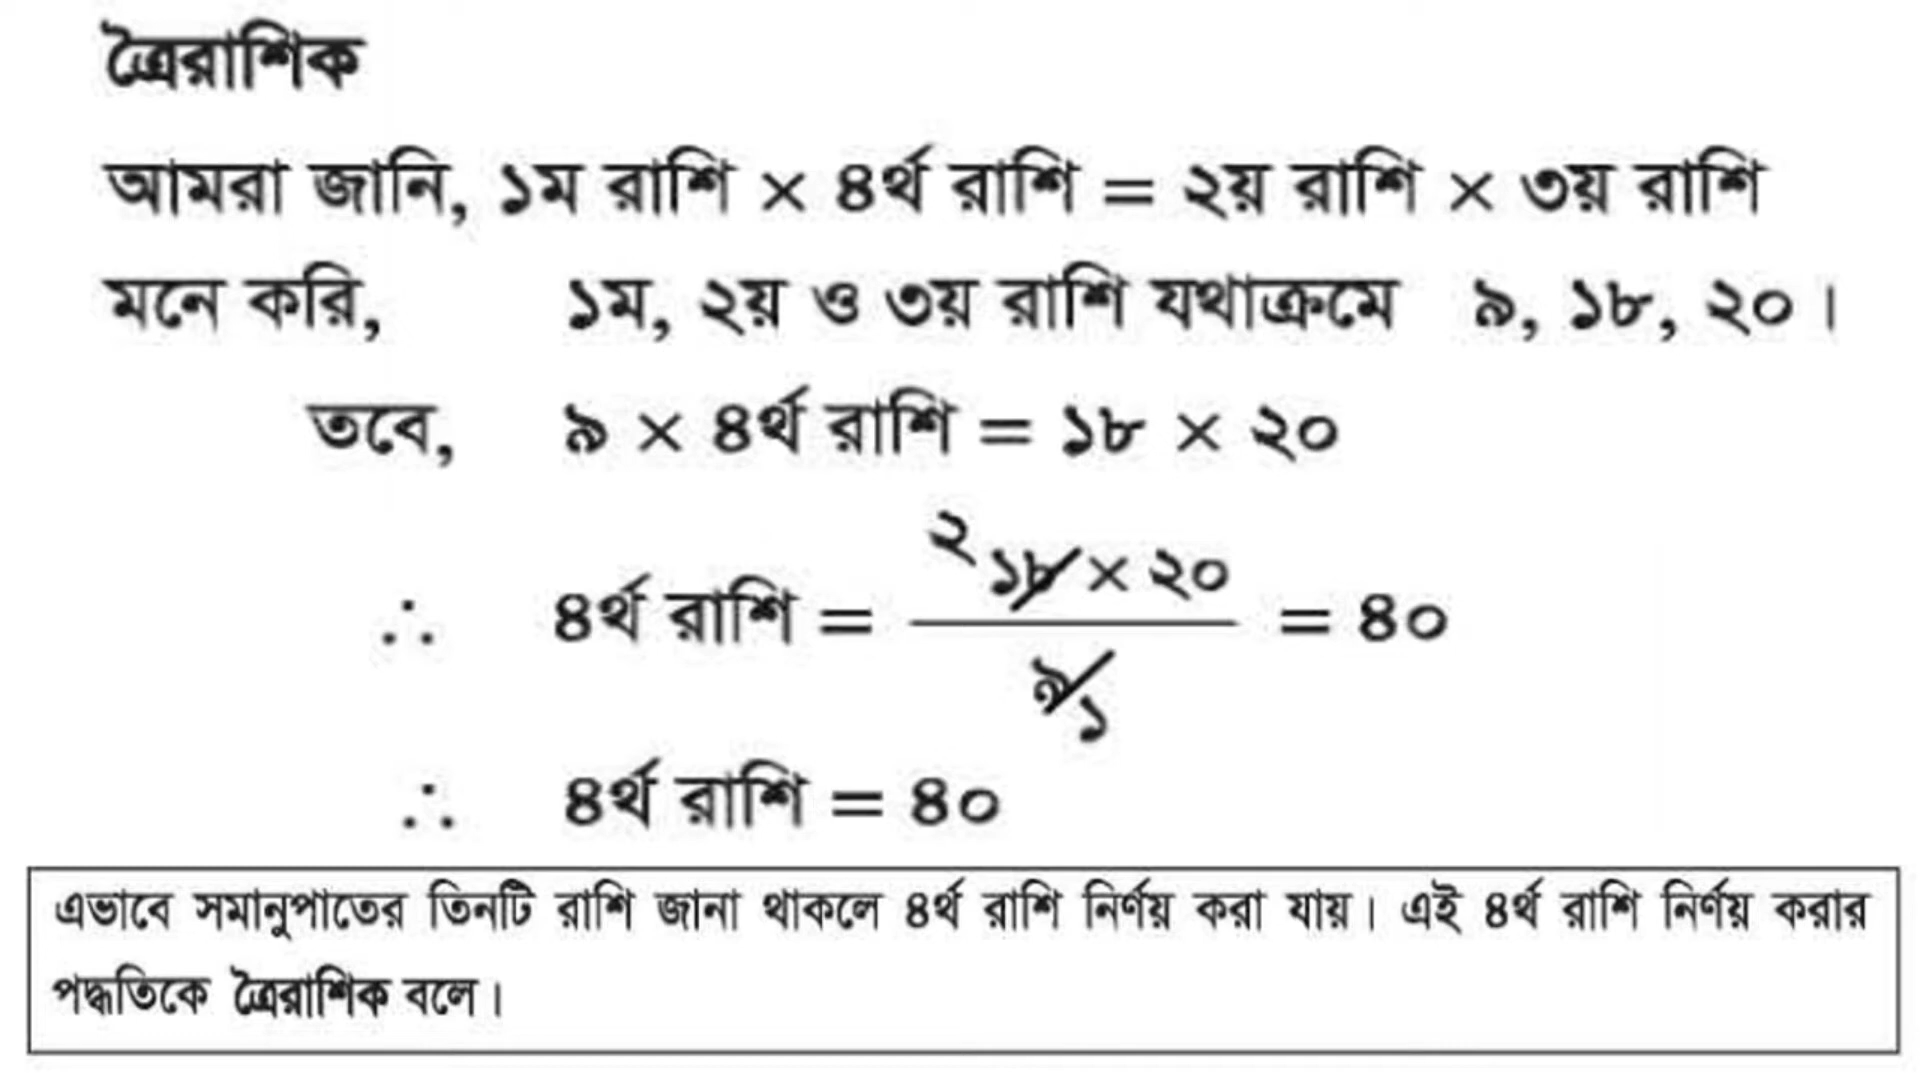 ত্রৈরাশিক
আমরা জানি, ১ম রাশি × ৪র্থ রাশি = ২য় রাশি × ৩য় রাশি
মনে করি, ১ম, ২য় ও ৩য় রাশি যথাক্রমে ৯, ১৮, ২০।
তবে, ৯ × ৪র্থ রাশি = ১৮ × ২০
২ ১৮ × ২০
∴ ৪র্থ রাশি = = ৪০
৯ ১
∴ ৪র্থ রাশি = ৪০
এভাবে সমানুপাতের তিনটি রাশি জানা থাকলে ৪র্থ রাশি নির্ণয় করা যায়। এই ৪র্থ রাশি নির্ণয় করার
পদ্ধতিকে ত্রৈরাশিক বলে।